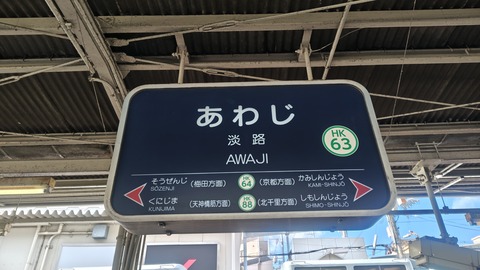 あわじ
淡路
AWAJI
HK
63
そうぜんじ (梅田方面) HK 64 (京都方面) かみしんじょう
SŌZENJI KAMI-SHINJŌ
くにじま (天神橋筋方面) HK 88 (北千里方面) しもしんじょう
KUNIJIMA SHIMO-SHINJŌ